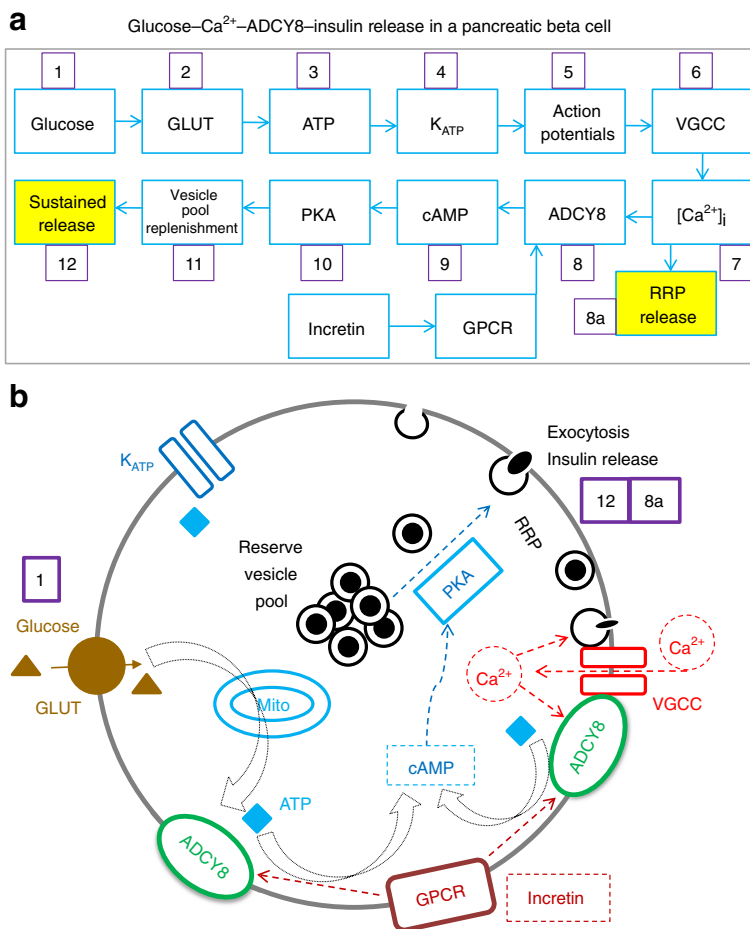 a
Glucose–Ca²⁺–ADCY8–insulin release in a pancreatic beta cell
1
2
3
4
5
6
Glucose
GLUT
ATP
K_ATP
Action
potentials
VGCC
Sustained
release
Vesicle
pool
replenishment
PKA
cAMP
ADCY8
[Ca²⁺]i
12
11
10
9
8
7
Incretin
GPCR
8a
RRP
release
b
K_ATP
Exocytosis
Insulin release
12
8a
RRP
Reserve
vesicle
pool
PKA
1
Glucose
GLUT
Mito
Ca²⁺
Ca²⁺
VGCC
ADCY8
cAMP
ATP
ADCY8
GPCR
Incretin